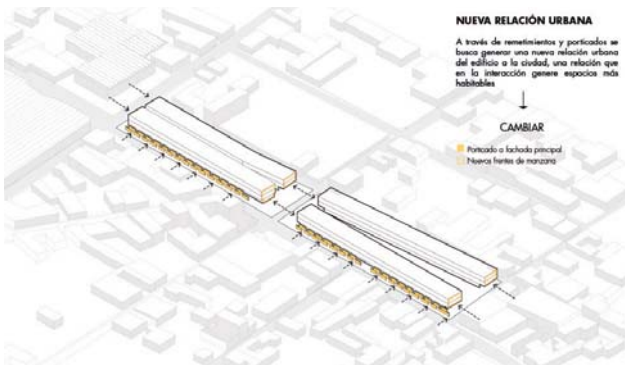 NUEVA RELACIÓN URBANA
A través de remetimientos y porticados se
busca generar una nueva relación urbana
del edificio a la ciudad, una relación que
en la interacción genere espacios más
habitables
CAMBIAR
Porticado a fachada principal
Nuevos frentes de manzana